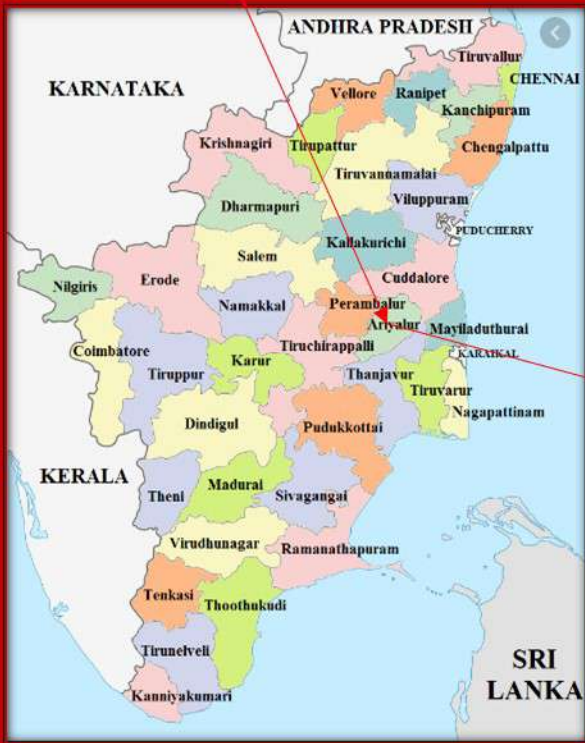 ANDHRA PRADESH
Tiruvallur
CHENNAI
KARNATAKA
Vellore
Ranipet
Kanchipuram
Krishnagiri
Tirupattur
Chengalpattu
Tiruvannamalai
Viluppuram
Dharmapuri
PUDUCHERRY
Kallakurichi
Salem
Cuddalore
Nilgiris
Erode
Namakkal
Perambalur
Ariyalur
Mayiladuthurai
Tiruchirappalli
KARAIKAL
Coimbatore
Karur
Tiruppur
Thanjavur
Tiruvarur
Nagapattinam
Dindigul
Pudukkottai
KERALA
Theni
Madurai
Sivagangai
Virudhunagar
Ramanathapuram
Tenkasi
Thoothukudi
Tirunelveli
SRI
LANKA
Kanniyakumari